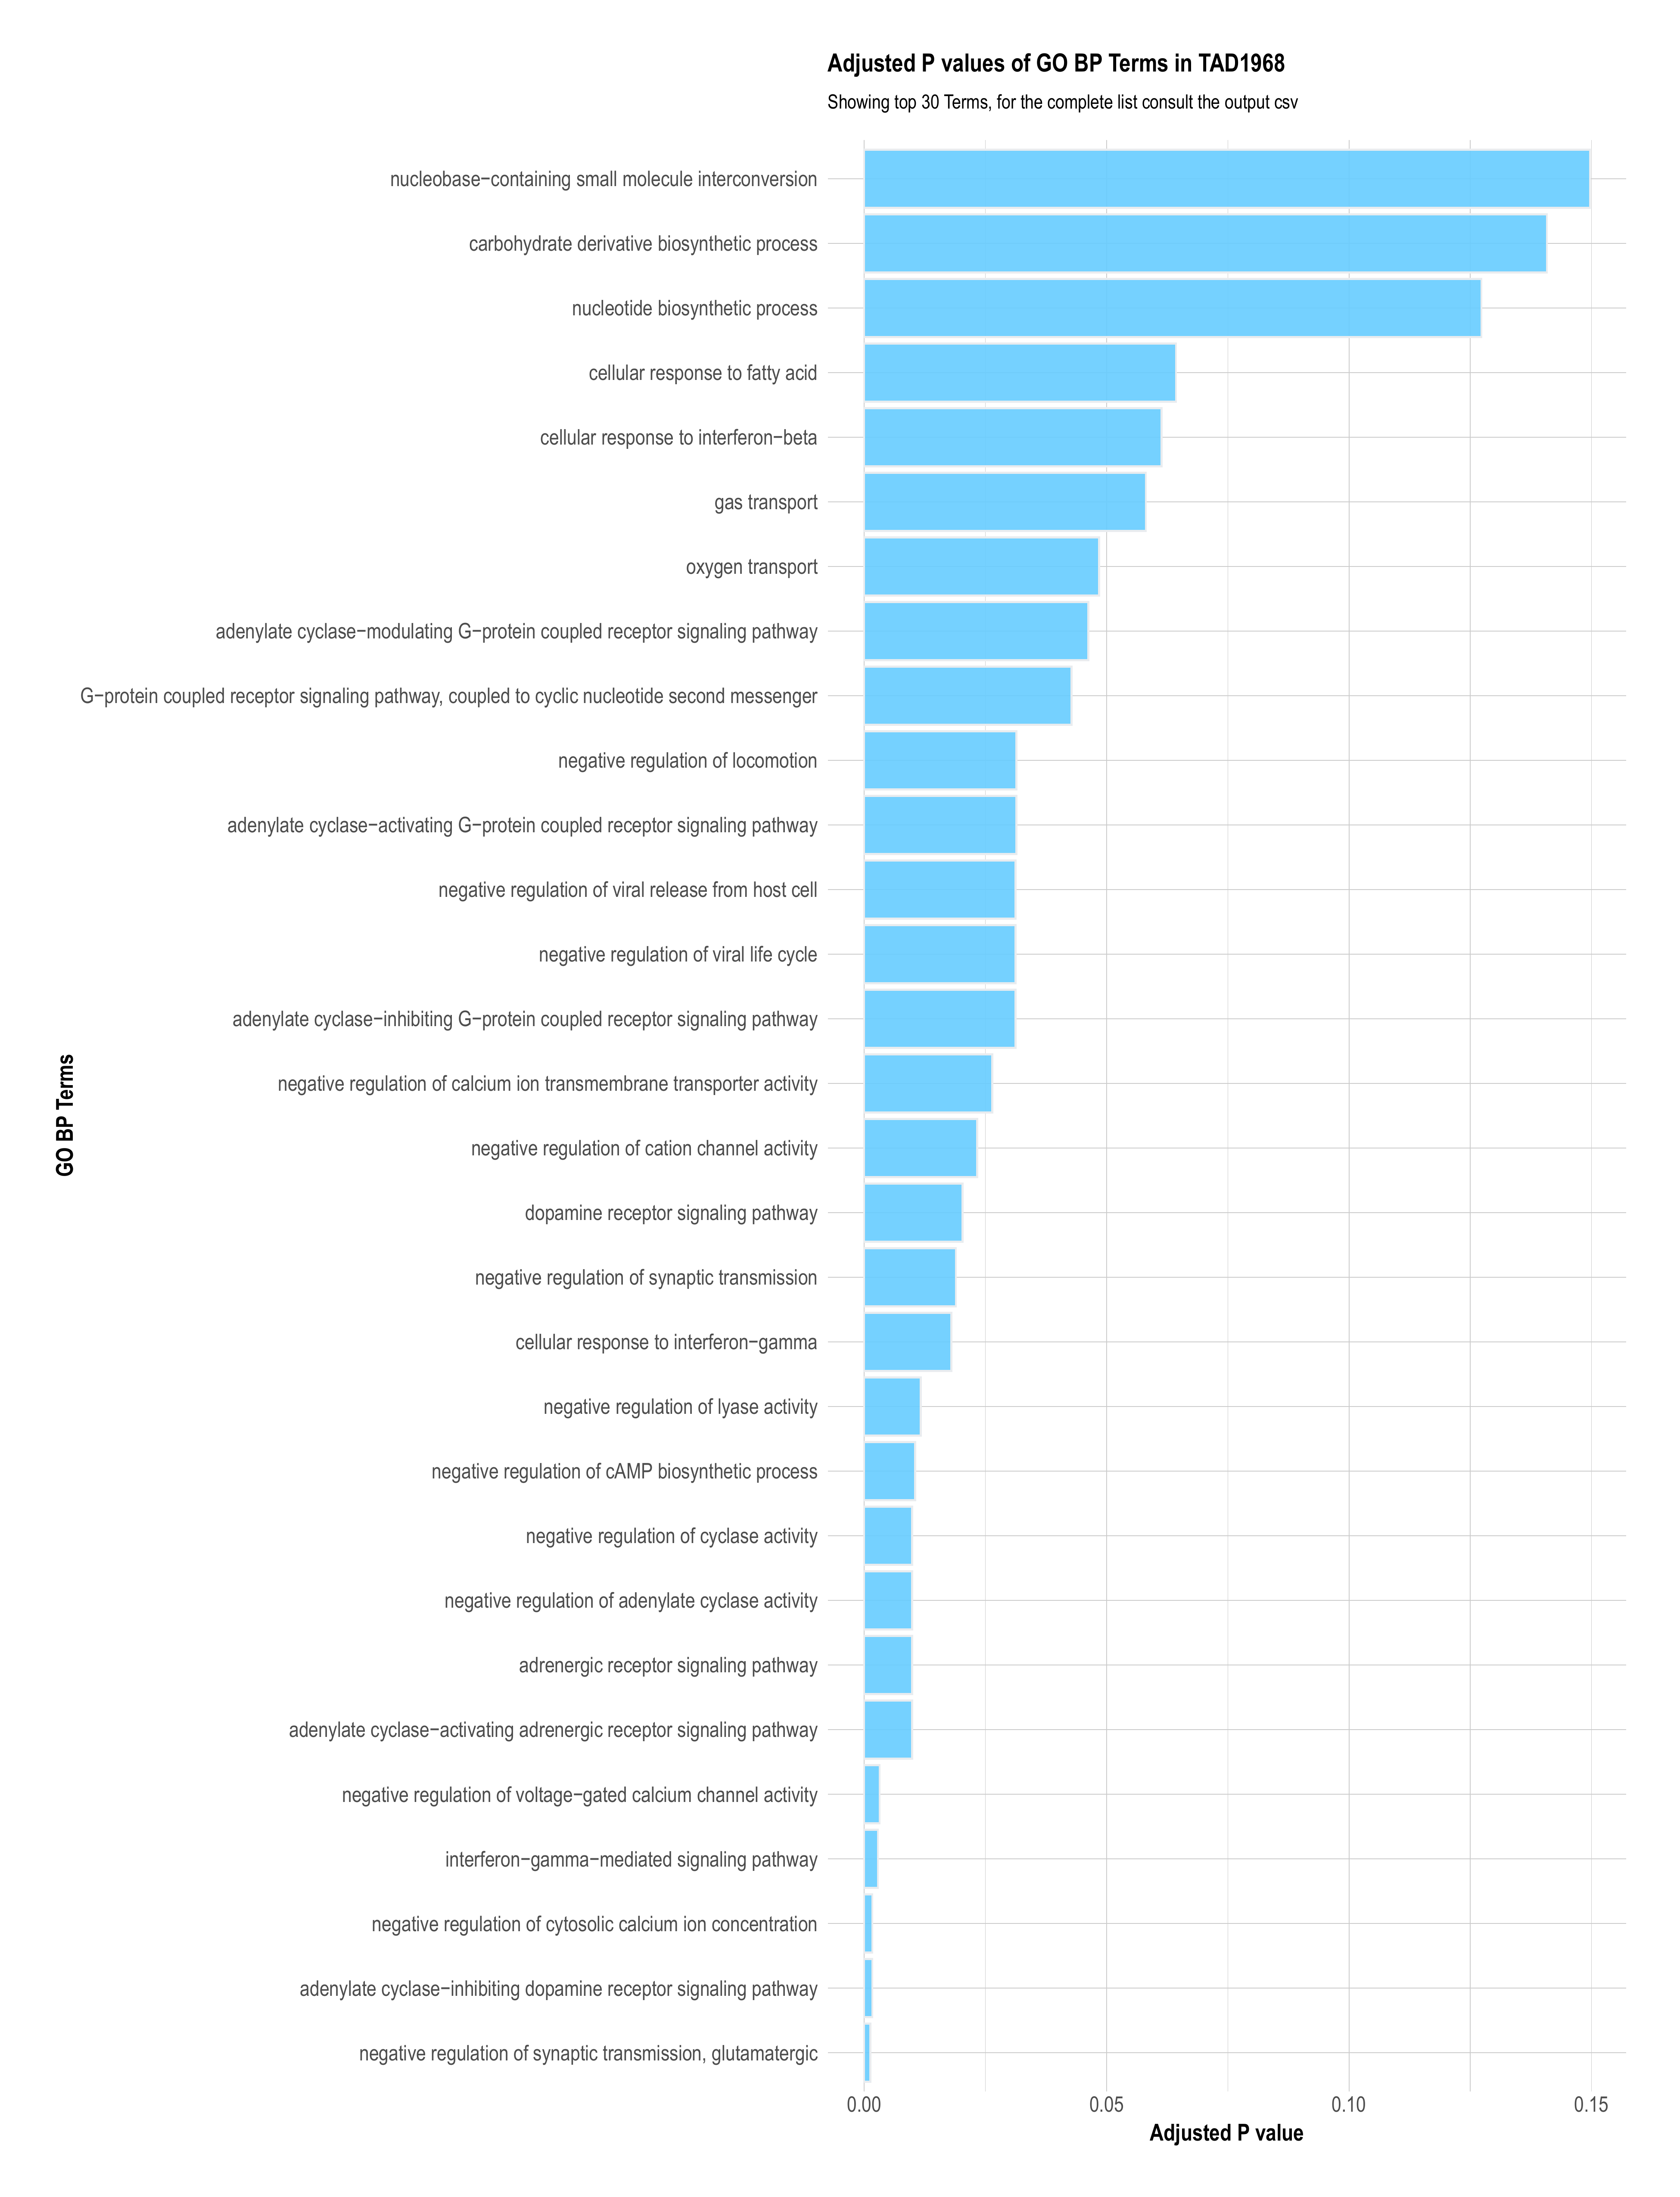 Adjusted P values of GO BP Terms in TAD1968
Showing top 30 Terms, for the complete list consult the output csv
nucleobase−containing small molecule interconversion
carbohydrate derivative biosynthetic process
nucleotide biosynthetic process
cellular response to fatty acid
cellular response to interferon−beta
gas transport
oxygen transport
adenylate cyclase−modulating G−protein coupled receptor signaling pathway
G−protein coupled receptor signaling pathway, coupled to cyclic nucleotide second messenger
negative regulation of locomotion
adenylate cyclase−activating G−protein coupled receptor signaling pathway
negative regulation of viral release from host cell
negative regulation of viral life cycle
adenylate cyclase−inhibiting G−protein coupled receptor signaling pathway
negative regulation of calcium ion transmembrane transporter activity
negative regulation of cation channel activity
dopamine receptor signaling pathway
negative regulation of synaptic transmission
cellular response to interferon−gamma
negative regulation of lyase activity
negative regulation of cAMP biosynthetic process
negative regulation of cyclase activity
negative regulation of adenylate cyclase activity
adrenergic receptor signaling pathway
adenylate cyclase−activating adrenergic receptor signaling pathway
negative regulation of voltage−gated calcium channel activity
interferon−gamma−mediated signaling pathway
negative regulation of cytosolic calcium ion concentration
adenylate cyclase−inhibiting dopamine receptor signaling pathway
negative regulation of synaptic transmission, glutamatergic
GO BP Terms
0.00 0.05 0.10 0.15
Adjusted P value